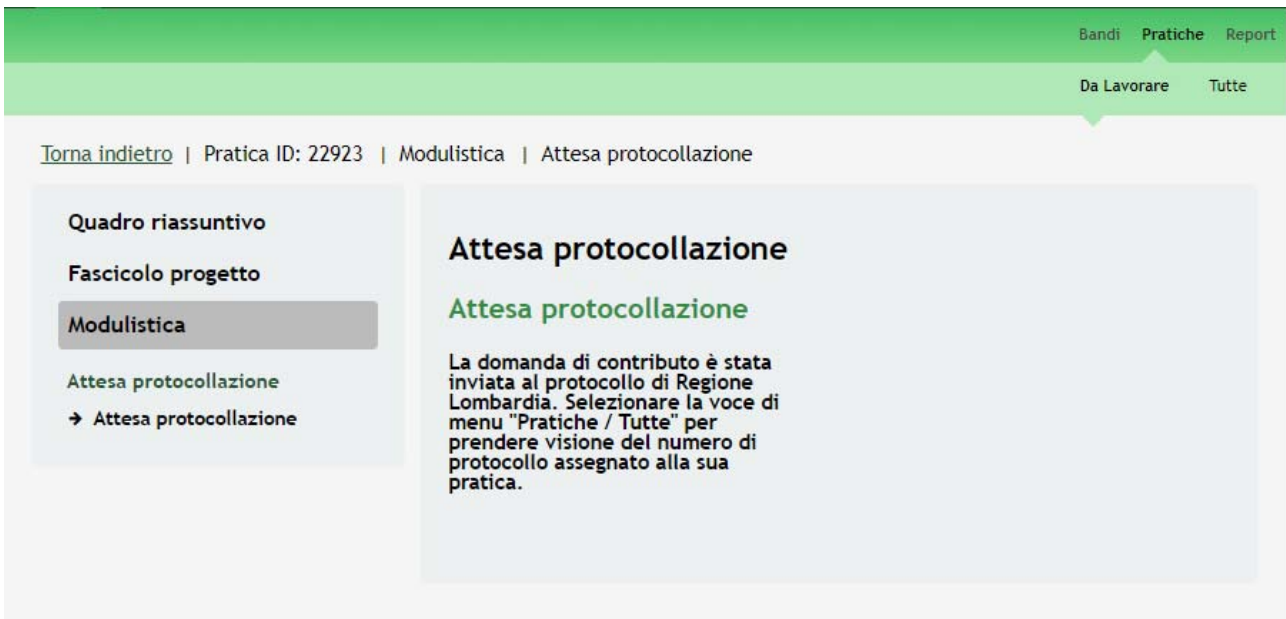 Bandi Pratiche Report
Da Lavorare Tutte
Torna indietro | Pratica ID: 22923 | Modulistica | Attesa protocollazione
Quadro riassuntivo
Fascicolo progetto
Modulistica
Attesa protocollazione
➔ Attesa protocollazione
Attesa protocollazione
Attesa protocollazione
La domanda di contributo è stata
inviata al protocollo di Regione
Lombardia. Selezionare la voce di
menu "Pratiche / Tutte" per
prendere visione del numero di
protocollo assegnato alla sua
pratica.